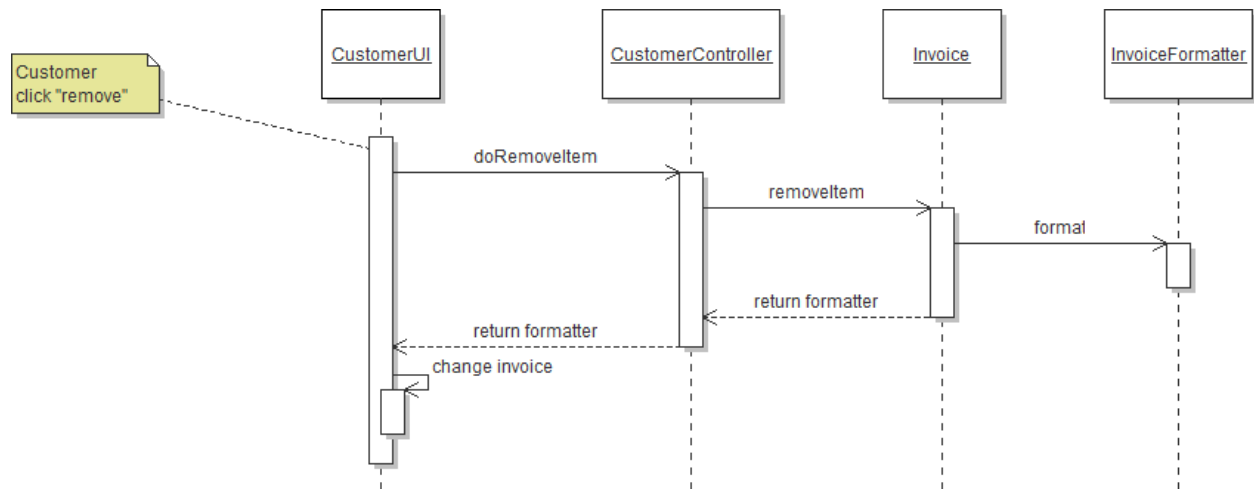 CustomerUI
CustomerController
Invoice
InvoiceFormatter
Customer
click "remove"
doRemoveItem
removeItem
format
return formatter
return formatter
change invoice